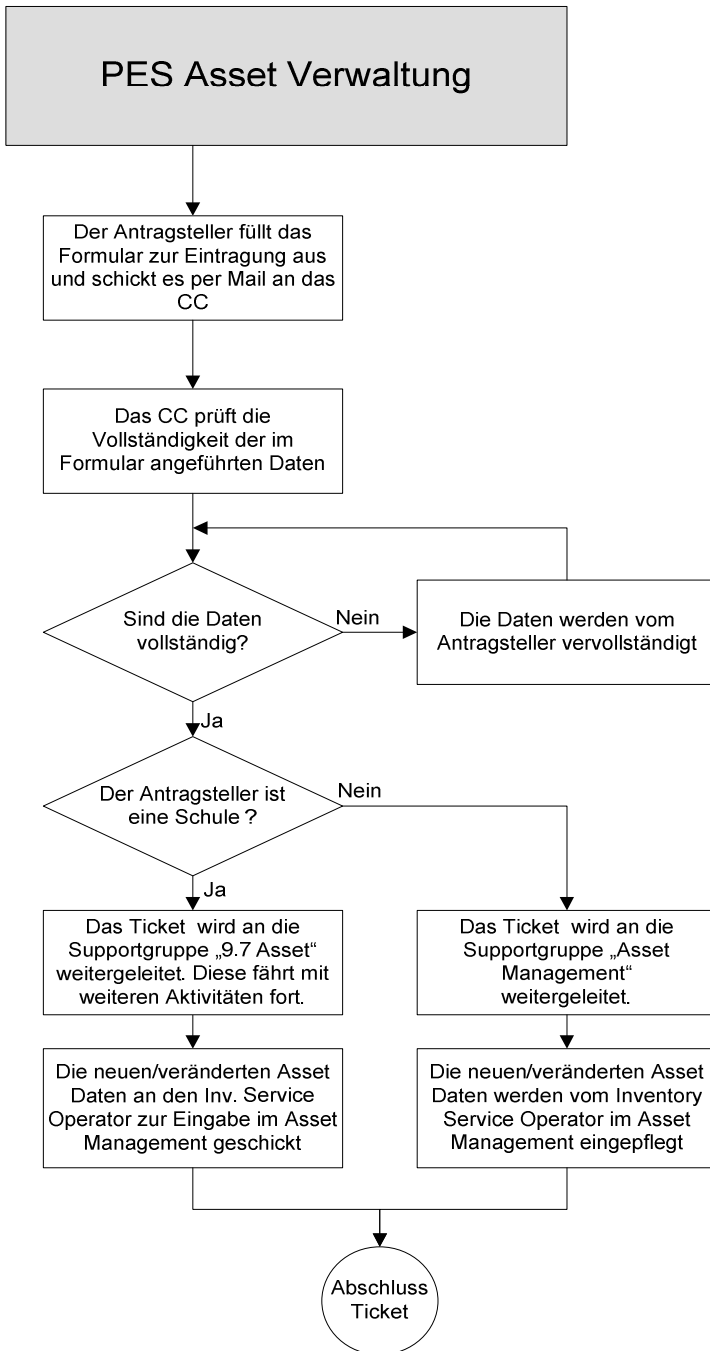 PES Asset Verwaltung
Der Antragsteller füllt das
Formular zur Eintragung aus
und schickt es per Mail an das
CC
Das CC prüft die
Vollständigkeit der im
Formular angeführten Daten
Sind die Daten
vollständig?
Nein
Die Daten werden vom
Antragsteller vervollständigt
Ja
Der Antragsteller ist
eine Schule ?
Nein
Ja
Das Ticket wird an die
Supportgruppe „9.7 Asset“
weitergeleitet. Diese fährt mit
weiteren Aktivitäten fort.
Das Ticket wird an die
Supportgruppe „Asset
Management“
weitergeleitet.
Die neuen/veränderten Asset
Daten an den Inv. Service
Operator zur Eingabe im Asset
Management geschickt
Die neuen/veränderten Asset
Daten werden vom Inventory
Service Operator im Asset
Management eingepflegt
Abschluss
Ticket